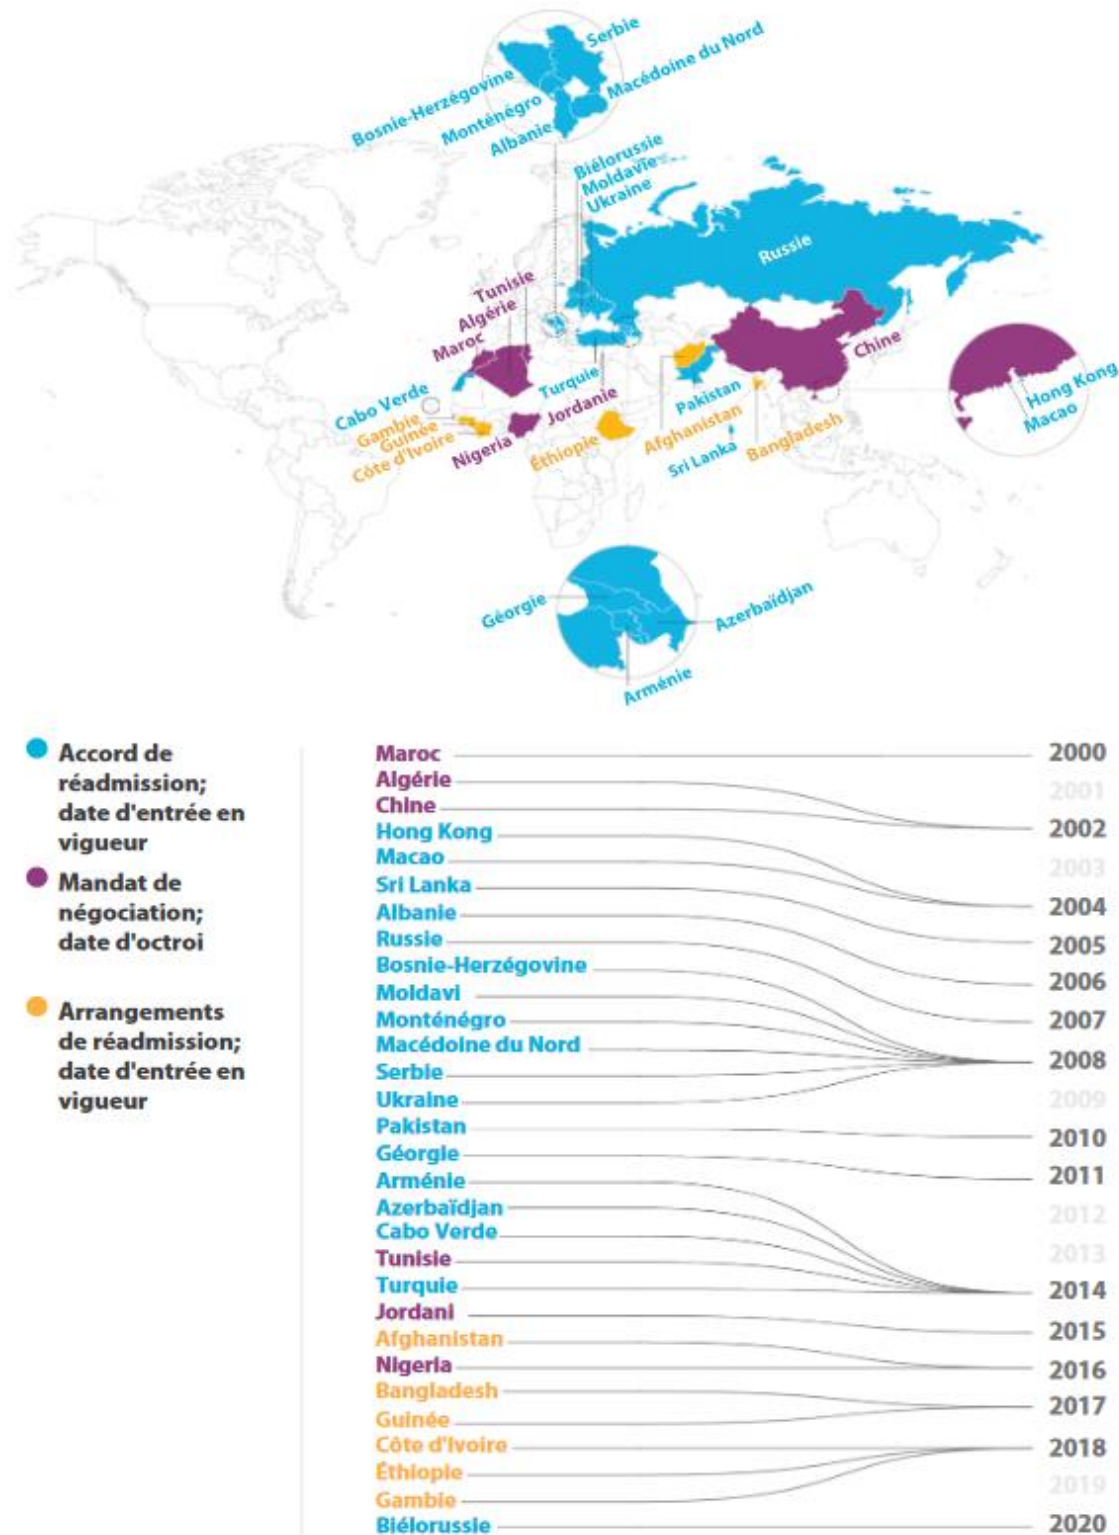 Serbie
Macédoine du Nord
Bosnie-Herzégovine
Monténégro
Albanie
Biélorussie
Moldavie
Ukraine
Russie
Tunisie
Algérie
Maroc
Chine
Hong Kong
Macao
Cabo Verde
Gambie
Guinée
Côte d'Ivoire
Nigeria
Turquie
Jordanie
Éthiopie
Pakistan
Afghanistan
Sri Lanka
Bangladesh
Géorgie
Azerbaïdjan
Arménie
Accord de
réadmission;
date d'entrée en
vigueur
Mandat de
négociation;
date d'octroi
Arrangements
de réadmission;
date d'entrée en
vigueur
Maroc
Algérie
Chine
Hong Kong
Macao
Sri Lanka
Albanie
Russie
Bosnie-Herzégovine
Moldavi
Monténégro
Macédoine du Nord
Serbie
Ukraine
Pakistan
Géorgie
Arménie
Azerbaïdjan
Cabo Verde
Tunisie
Turquie
Jordani
Afghanistan
Nigeria
Bangladesh
Guinée
Côte d'Ivoire
Éthiopie
Gambie
Biélorussie
2000
2001
2002
2003
2004
2005
2006
2007
2008
2009
2010
2011
2012
2013
2014
2015
2016
2017
2018
2019
2020